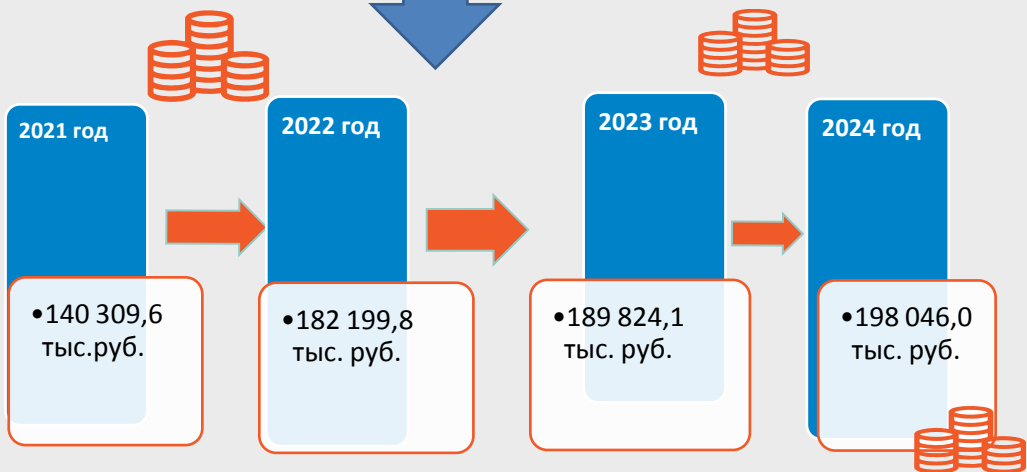 2021 год
•140 309,6
тыс.руб.
2022 год
•182 199,8
тыс. руб.
2023 год
•189 824,1
тыс. руб.
2024 год
•198 046,0
тыс. руб.